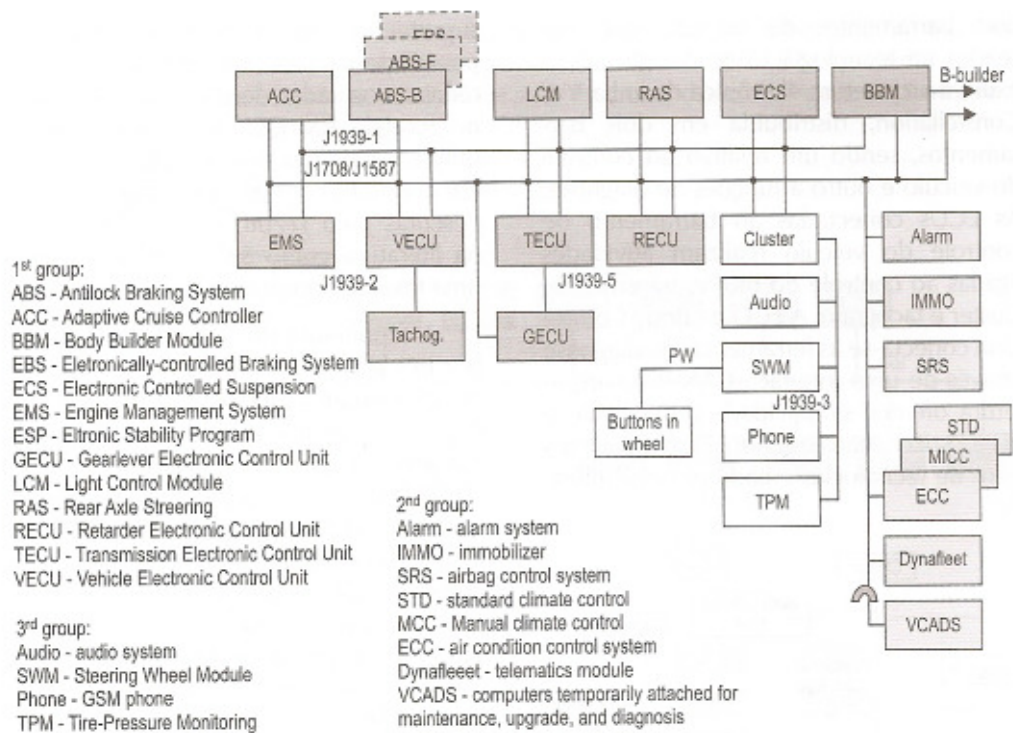 EBS
ABS-F
ACC
ABS-B
LCM
RAS
ECS
BBM
B-builder
J1939-1
J1708/J1587
EMS
VECU
TECU
RECU
Cluster
Alarm
J1939-2
J1939-5
Tachog.
GECU
Audio
IMMO
PW
SWM
SRS
J1939-3
Buttons in
wheel
Phone
STD
MICC
ECC
TPM
Dynafleet
VCADS
1st group:
ABS - Antilock Braking System
ACC - Adaptive Cruise Controller
BBM - Body Builder Module
EBS - Eletronically-controlled Braking System
ECS - Electronic Controlled Suspension
EMS - Engine Management System
ESP - Eltronic Stability Program
GECU - Gearlever Electronic Control Unit
LCM - Light Control Module
RAS - Rear Axle Streering
RECU - Retarder Electronic Control Unit
TECU - Transmission Electronic Control Unit
VECU - Vehicle Electronic Control Unit
3rd group:
Audio - audio system
SWM - Steering Wheel Module
Phone - GSM phone
TPM - Tire-Pressure Monitoring
2nd group:
Alarm - alarm system
IMMO - immobilizer
SRS - airbag control system
STD - standard climate control
MCC - Manual climate control
ECC - air condition control system
Dynafleeet - telematics module
VCADS - computers temporarily attached for
maintenance, upgrade, and diagnosis